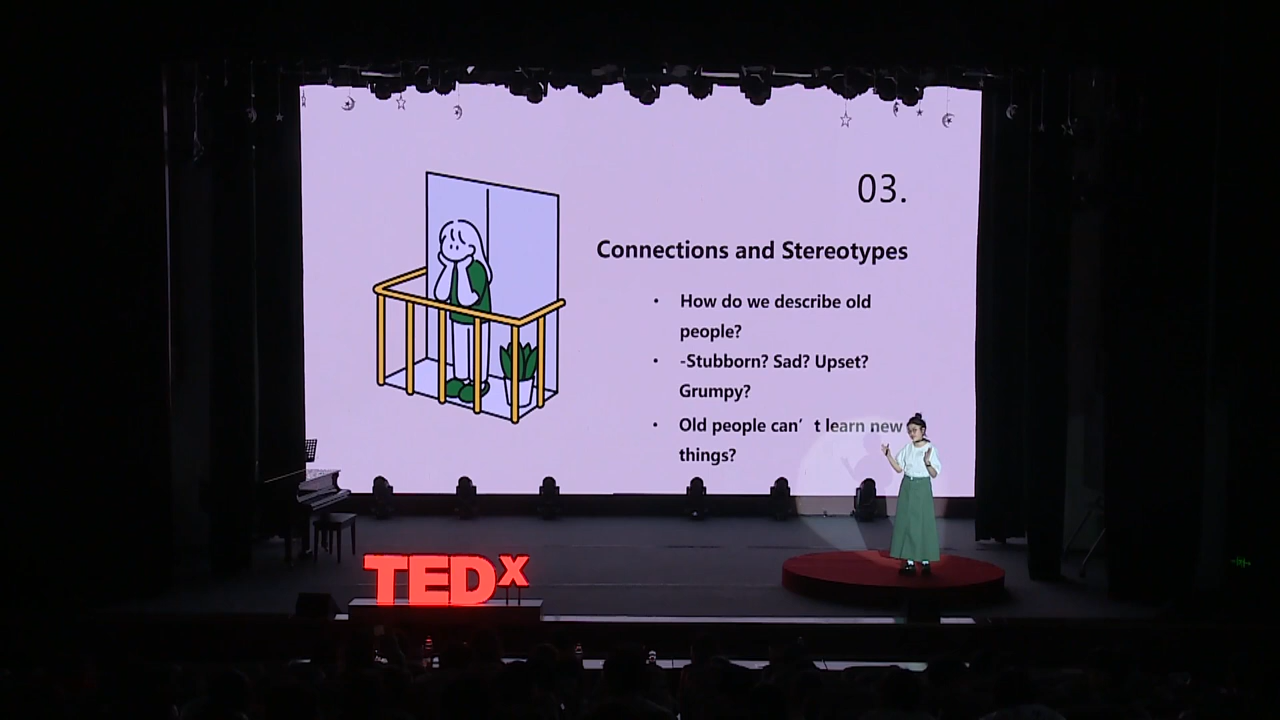 03.
Connections and Stereotypes
• How do we describe old
people?
• -Stubborn? Sad? Upset?
Grumpy?
• Old people can’t learn new
things?
TEDx